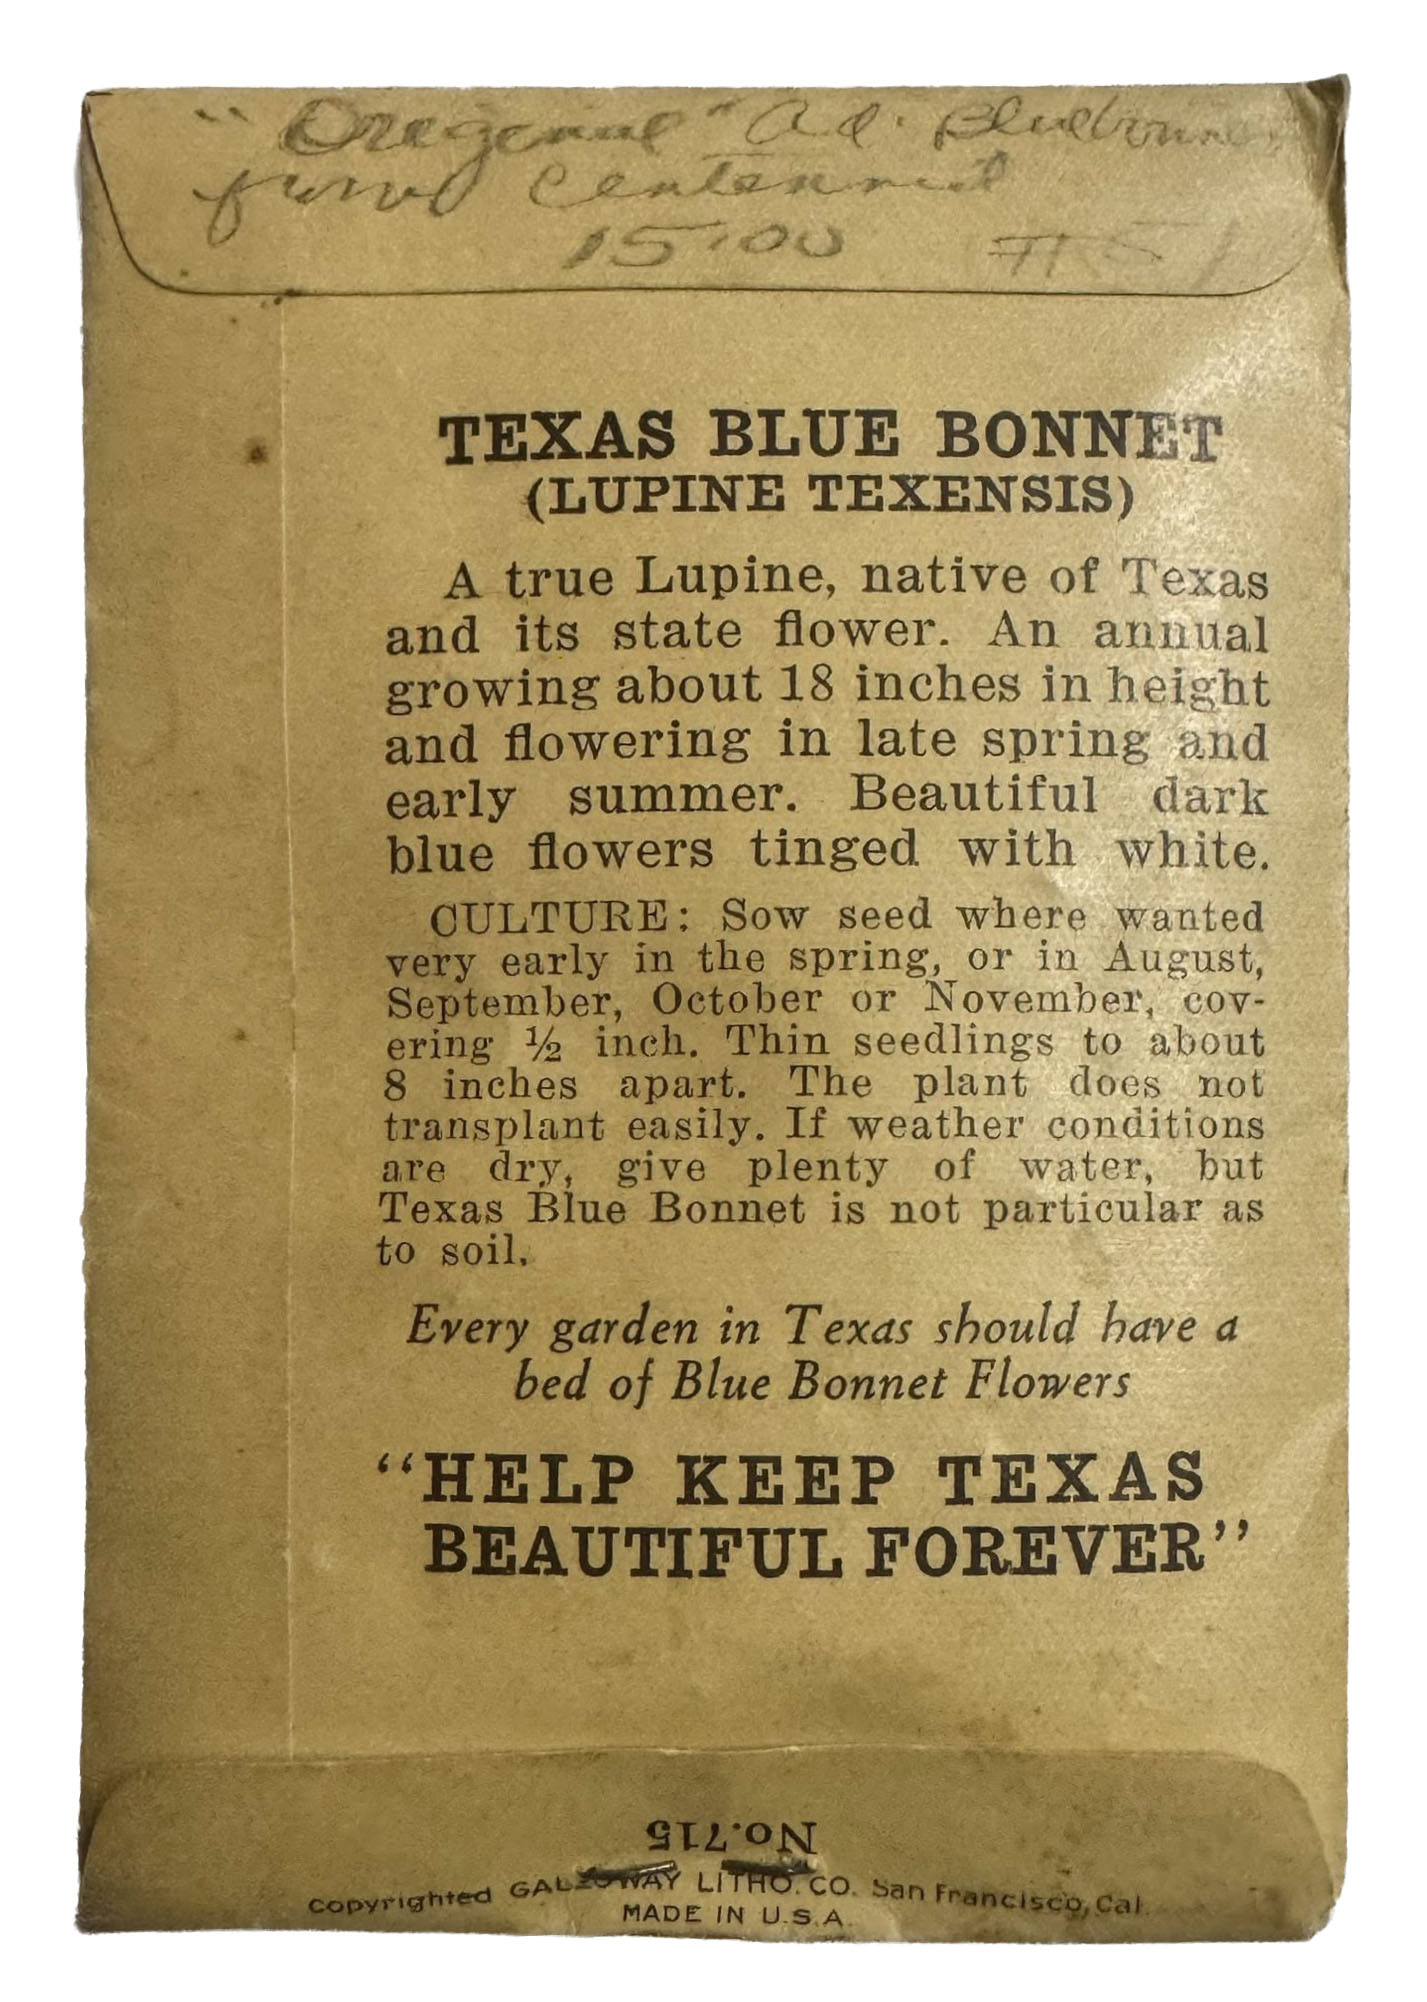 "Original" Ad. Bluebonnet
from Centennial
15.00 #51
TEXAS BLUE BONNET
(LUPINE TEXENSIS)
A true Lupine, native of Texas
and its state flower. An annual
growing about 18 inches in height
and flowering in late spring and
early summer. Beautiful dark
blue flowers tinged with white.
CULTURE: Sow seed where wanted
very early in the spring, or in August,
September, October or November, cov-
ering ½ inch. Thin seedlings to about
8 inches apart. The plant does not
transplant easily. If weather conditions
are dry, give plenty of water, but
Texas Blue Bonnet is not particular as
to soil.
Every garden in Texas should have a
bed of Blue Bonnet Flowers
"HELP KEEP TEXAS
BEAUTIFUL FOREVER"
No.715
Copyrighted GALLOWAY LITHO. CO. San Francisco, Cal.
MADE IN U.S.A.